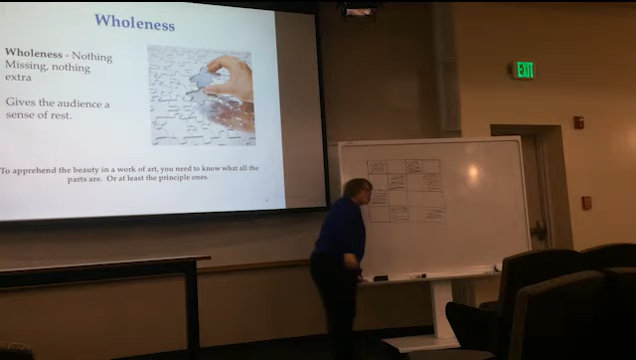 Wholeness
Wholeness - Nothing
Missing, nothing
extra
Gives the audience a
sense of rest.
To apprehend the beauty in a work of art, you need to know what all the
parts are. Or at least the principle ones.
EXIT